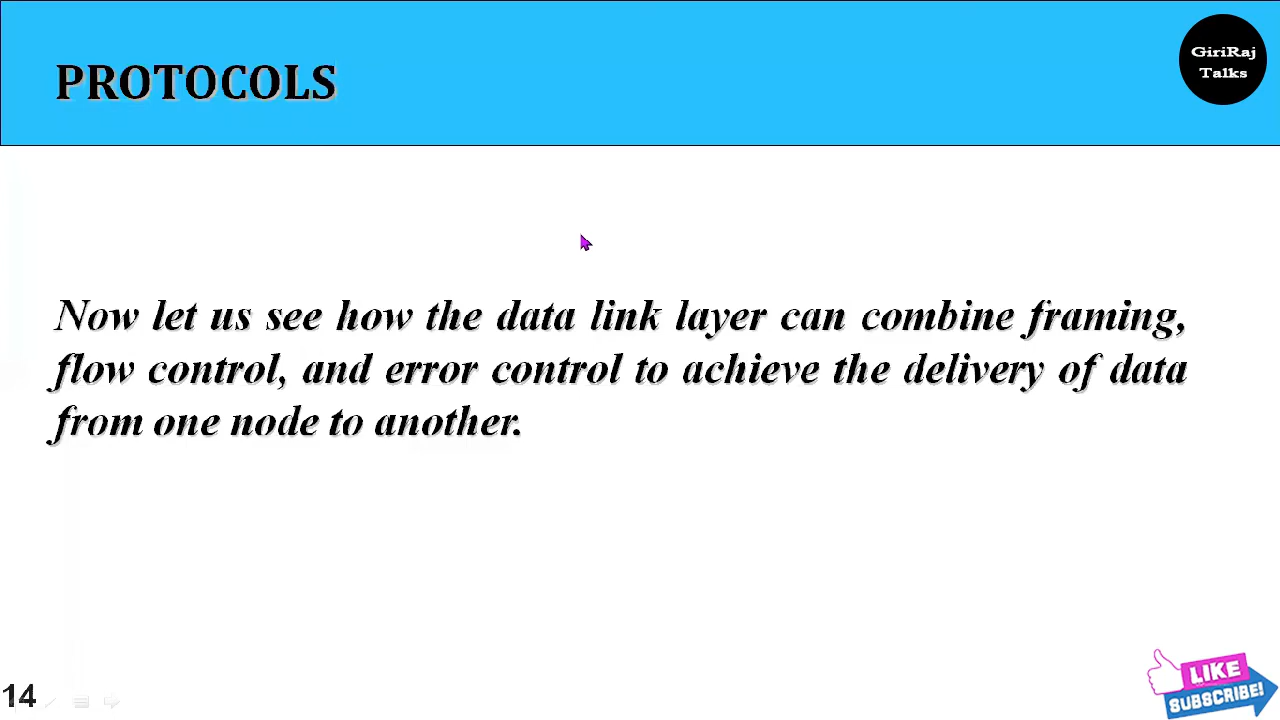 PROTOCOLS
GiriRaj
Talks
Now let us see how the data link layer can combine framing,
flow control, and error control to achieve the delivery of data
from one node to another.
14
LIKE
SUBSCRIBE!